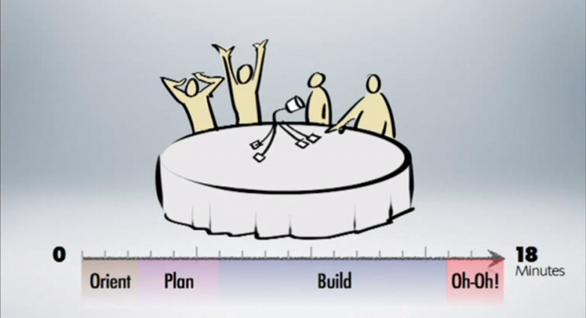 0
18
Minutes
Orient
Plan
Build
Oh-Oh!